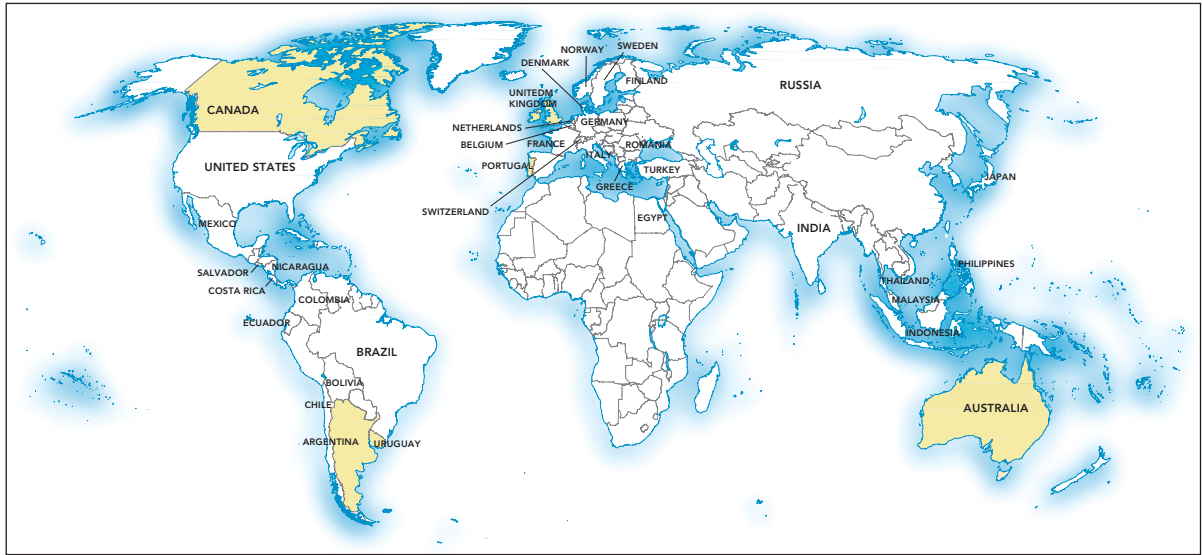 NORWAY
SWEDEN
DENMARK
FINLAND
RUSSIA
UNITEDM
KINGDOM
CANADA
NETHERLANDS
GERMANY
BELGIUM
FRANCE
ROMANIA
ITALY
UNITED STATES
PORTUGAL
TURKEY
JAPAN
GREECE
SWITZERLAND
EGYPT
MEXICO
INDIA
PHILIPPINES
NICARAGUA
SALVADOR
THAILAND
COSTA RICA
COLOMBIA
MALAYSIA
ECUADOR
INDONESIA
BRAZIL
BOLIVIA
CHILE
AUSTRALIA
ARGENTINA
URUGUAY